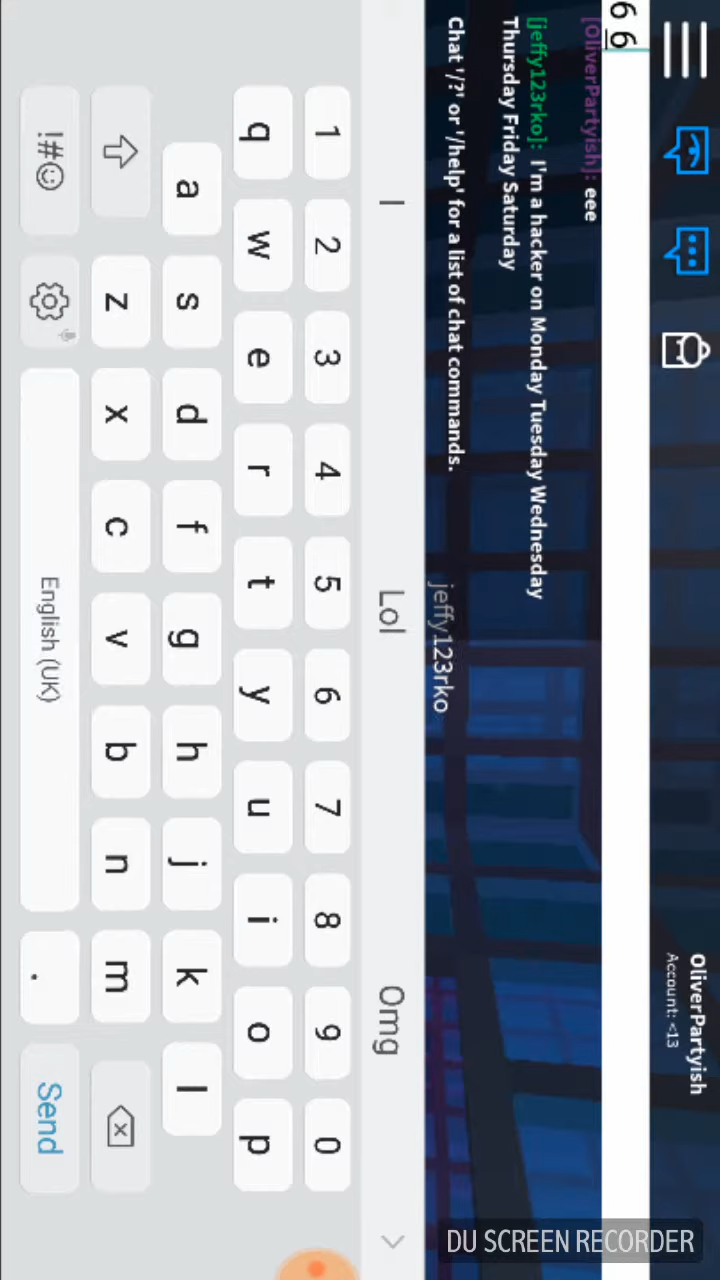 OliverPartyish
Account: <13
6 6
[OliverPartyish]: eee
[jeffy123rko]: I'm a hacker on Monday Tuesday Wednesday
Thursday Friday Saturday
Chat '/?' or '/help' for a list of chat commands.
jeffy123rko
I Lol Omg
1 2 3 4 5 6 7 8 9 0
q w e r t y u i o p
a s d f g h j k l
z x c v b n m
!#☺ English (UK) . Send
DU SCREEN RECORDER